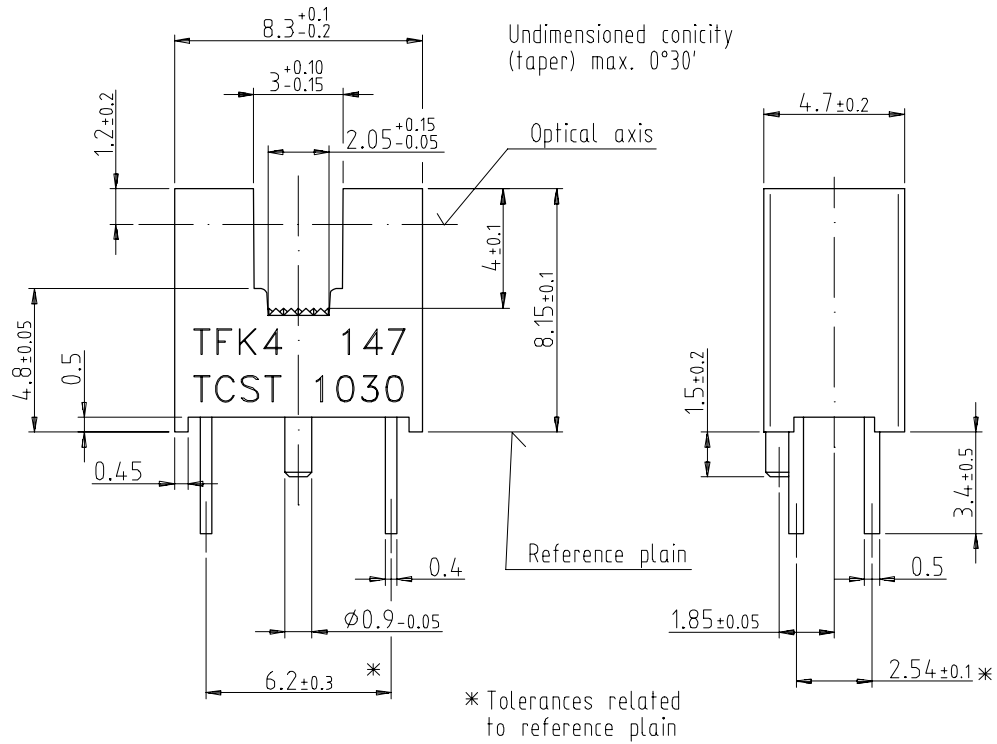 8.3 +0.1 -0.2
Undimensioned conicity
(taper) max. 0°30'
3 +0.10 -0.15
4.7±0.2
1.2±0.2
2.05 +0.15 -0.05
Optical axis
4±0.1
8.15±0.1
4.8±0.05
0.5
TFK4 147
TCST 1030
1.5±0.2
0.45
3.4±0.5
Reference plain
0.4
0.5
Ø0.9-0.05
1.85±0.05
6.2±0.3 *
2.54±0.1 *
* Tolerances related
to reference plain